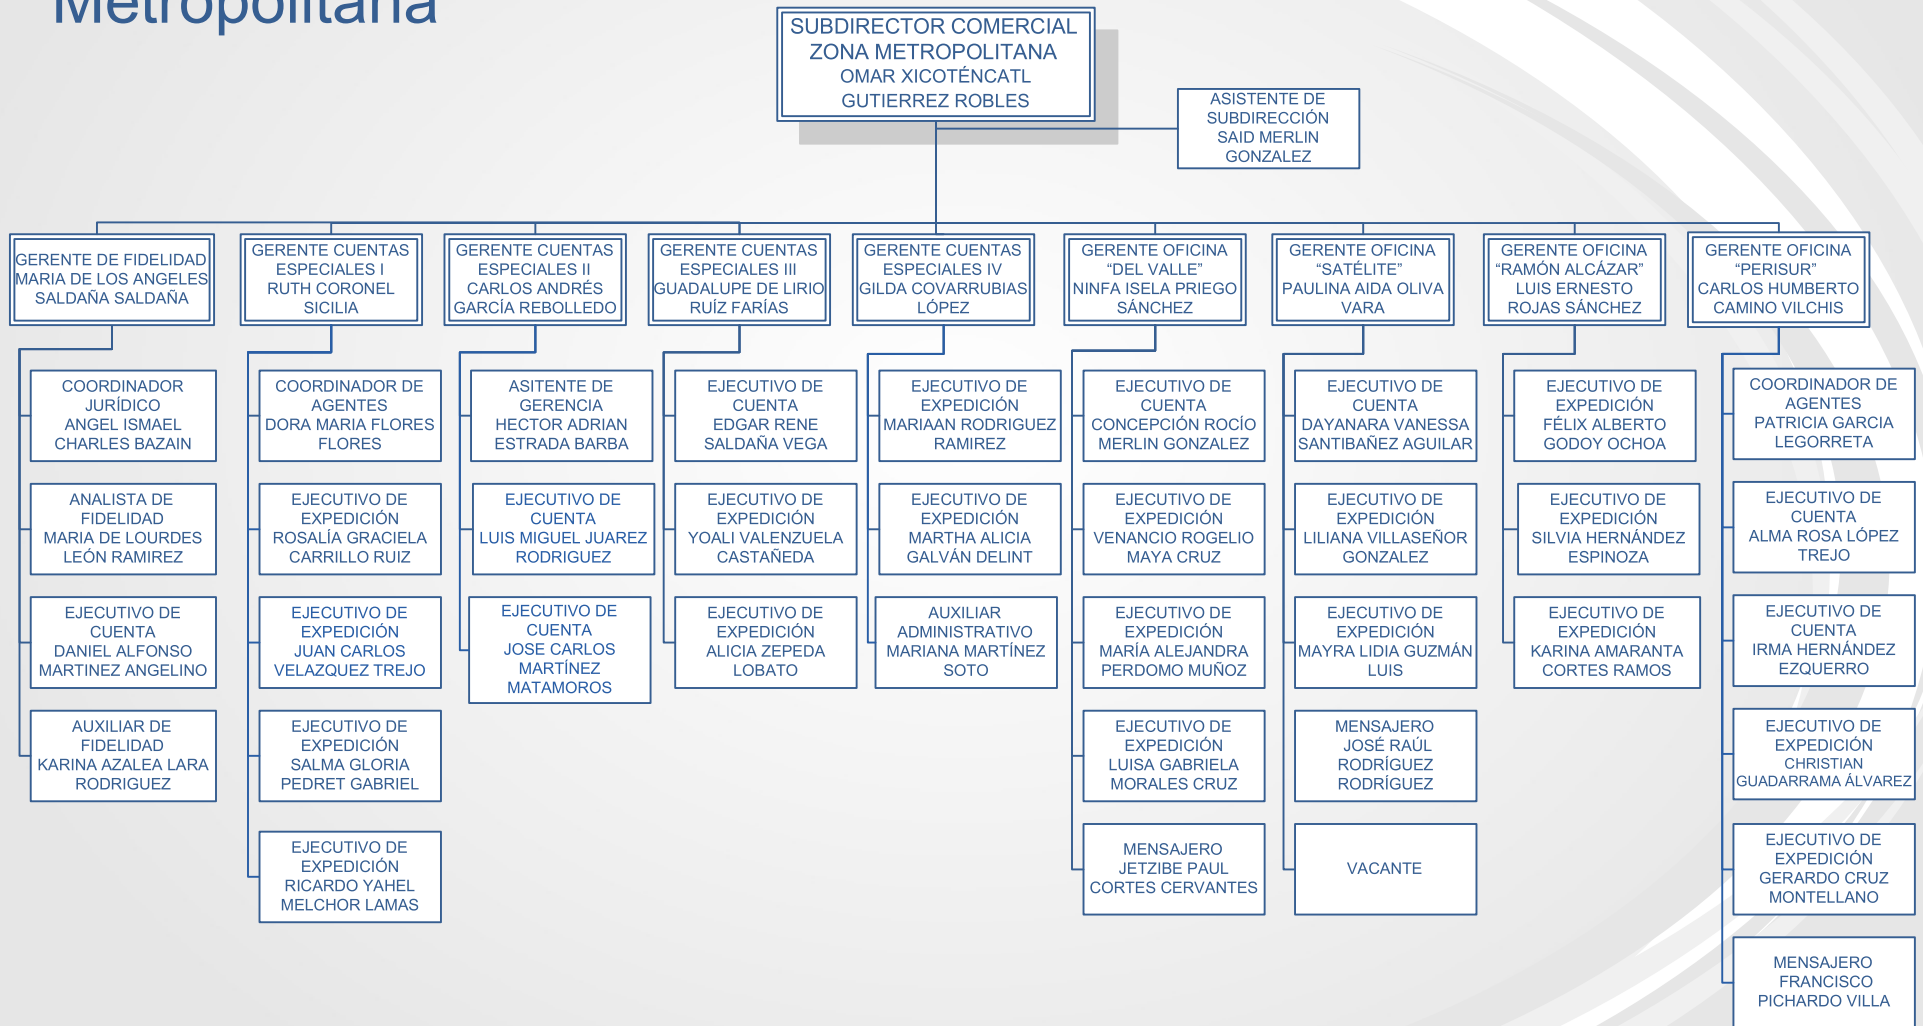 Metropolitana
SUBDIRECTOR COMERCIAL
ZONA METROPOLITANA
OMAR XICOTÉNCATL
GUTIERREZ ROBLES
ASISTENTE DE
SUBDIRECCIÓN
SAID MERLIN
GONZALEZ
GERENTE DE FIDELIDAD
MARIA DE LOS ANGELES
SALDAÑA SALDAÑA
GERENTE CUENTAS
ESPECIALES I
RUTH CORONEL
SICILIA
GERENTE CUENTAS
ESPECIALES II
CARLOS ANDRÉS
GARCÍA REBOLLEDO
GERENTE CUENTAS
ESPECIALES III
GUADALUPE DE LIRIO
RUÍZ FARÍAS
GERENTE CUENTAS
ESPECIALES IV
GILDA COVARRUBIAS
LÓPEZ
GERENTE OFICINA
“DEL VALLE”
NINFA ISELA PRIEGO
SÁNCHEZ
GERENTE OFICINA
“SATÉLITE”
PAULINA AIDA OLIVA
VARA
GERENTE OFICINA
“RAMÓN ALCÁZAR”
LUIS ERNESTO
ROJAS SÁNCHEZ
GERENTE OFICINA
“PERISUR”
CARLOS HUMBERTO
CAMINO VILCHIS
COORDINADOR
JURÍDICO
ANGEL ISMAEL
CHARLES BAZAIN
COORDINADOR DE
AGENTES
DORA MARIA FLORES
FLORES
ASITENTE DE
GERENCIA
HECTOR ADRIAN
ESTRADA BARBA
EJECUTIVO DE
CUENTA
EDGAR RENE
SALDAÑA VEGA
EJECUTIVO DE
EXPEDICIÓN
MARIAAN RODRIGUEZ
RAMIREZ
EJECUTIVO DE
CUENTA
CONCEPCIÓN ROCÍO
MERLIN GONZALEZ
EJECUTIVO DE
CUENTA
DAYANARA VANESSA
SANTIBAÑEZ AGUILAR
EJECUTIVO DE
EXPEDICIÓN
FÉLIX ALBERTO
GODOY OCHOA
COORDINADOR DE
AGENTES
PATRICIA GARCIA
LEGORRETA
ANALISTA DE
FIDELIDAD
MARIA DE LOURDES
LEÓN RAMIREZ
EJECUTIVO DE
EXPEDICIÓN
ROSALÍA GRACIELA
CARRILLO RUIZ
EJECUTIVO DE
CUENTA
LUIS MIGUEL JUAREZ
RODRIGUEZ
EJECUTIVO DE
EXPEDICIÓN
YOALI VALENZUELA
CASTAÑEDA
EJECUTIVO DE
EXPEDICIÓN
MARTHA ALICIA
GALVÁN DELINT
EJECUTIVO DE
EXPEDICIÓN
VENANCIO ROGELIO
MAYA CRUZ
EJECUTIVO DE
EXPEDICIÓN
LILIANA VILLASEÑOR
GONZALEZ
EJECUTIVO DE
EXPEDICIÓN
SILVIA HERNÁNDEZ
ESPINOZA
EJECUTIVO DE
CUENTA
ALMA ROSA LÓPEZ
TREJO
EJECUTIVO DE
CUENTA
DANIEL ALFONSO
MARTINEZ ANGELINO
EJECUTIVO DE
EXPEDICIÓN
JUAN CARLOS
VELAZQUEZ TREJO
EJECUTIVO DE
CUENTA
JOSE CARLOS
MARTÍNEZ
MATAMOROS
EJECUTIVO DE
EXPEDICIÓN
ALICIA ZEPEDA
LOBATO
AUXILIAR
ADMINISTRATIVO
MARIANA MARTÍNEZ
SOTO
EJECUTIVO DE
EXPEDICIÓN
MARÍA ALEJANDRA
PERDOMO MUÑOZ
EJECUTIVO DE
EXPEDICIÓN
MAYRA LIDIA GUZMÁN
LUIS
EJECUTIVO DE
EXPEDICIÓN
KARINA AMARANTA
CORTES RAMOS
EJECUTIVO DE
CUENTA
IRMA HERNÁNDEZ
EZQUERRO
AUXILIAR DE
FIDELIDAD
KARINA AZALEA LARA
RODRIGUEZ
EJECUTIVO DE
EXPEDICIÓN
SALMA GLORIA
PEDRET GABRIEL
EJECUTIVO DE
EXPEDICIÓN
LUISA GABRIELA
MORALES CRUZ
MENSAJERO
JOSÉ RAÚL
RODRÍGUEZ
RODRÍGUEZ
EJECUTIVO DE
EXPEDICIÓN
CHRISTIAN
GUADARRAMA ÁLVAREZ
EJECUTIVO DE
EXPEDICIÓN
RICARDO YAHEL
MELCHOR LAMAS
MENSAJERO
JETZIBE PAUL
CORTES CERVANTES
VACANTE
EJECUTIVO DE
EXPEDICIÓN
GERARDO CRUZ
MONTELLANO
MENSAJERO
FRANCISCO
PICHARDO VILLA